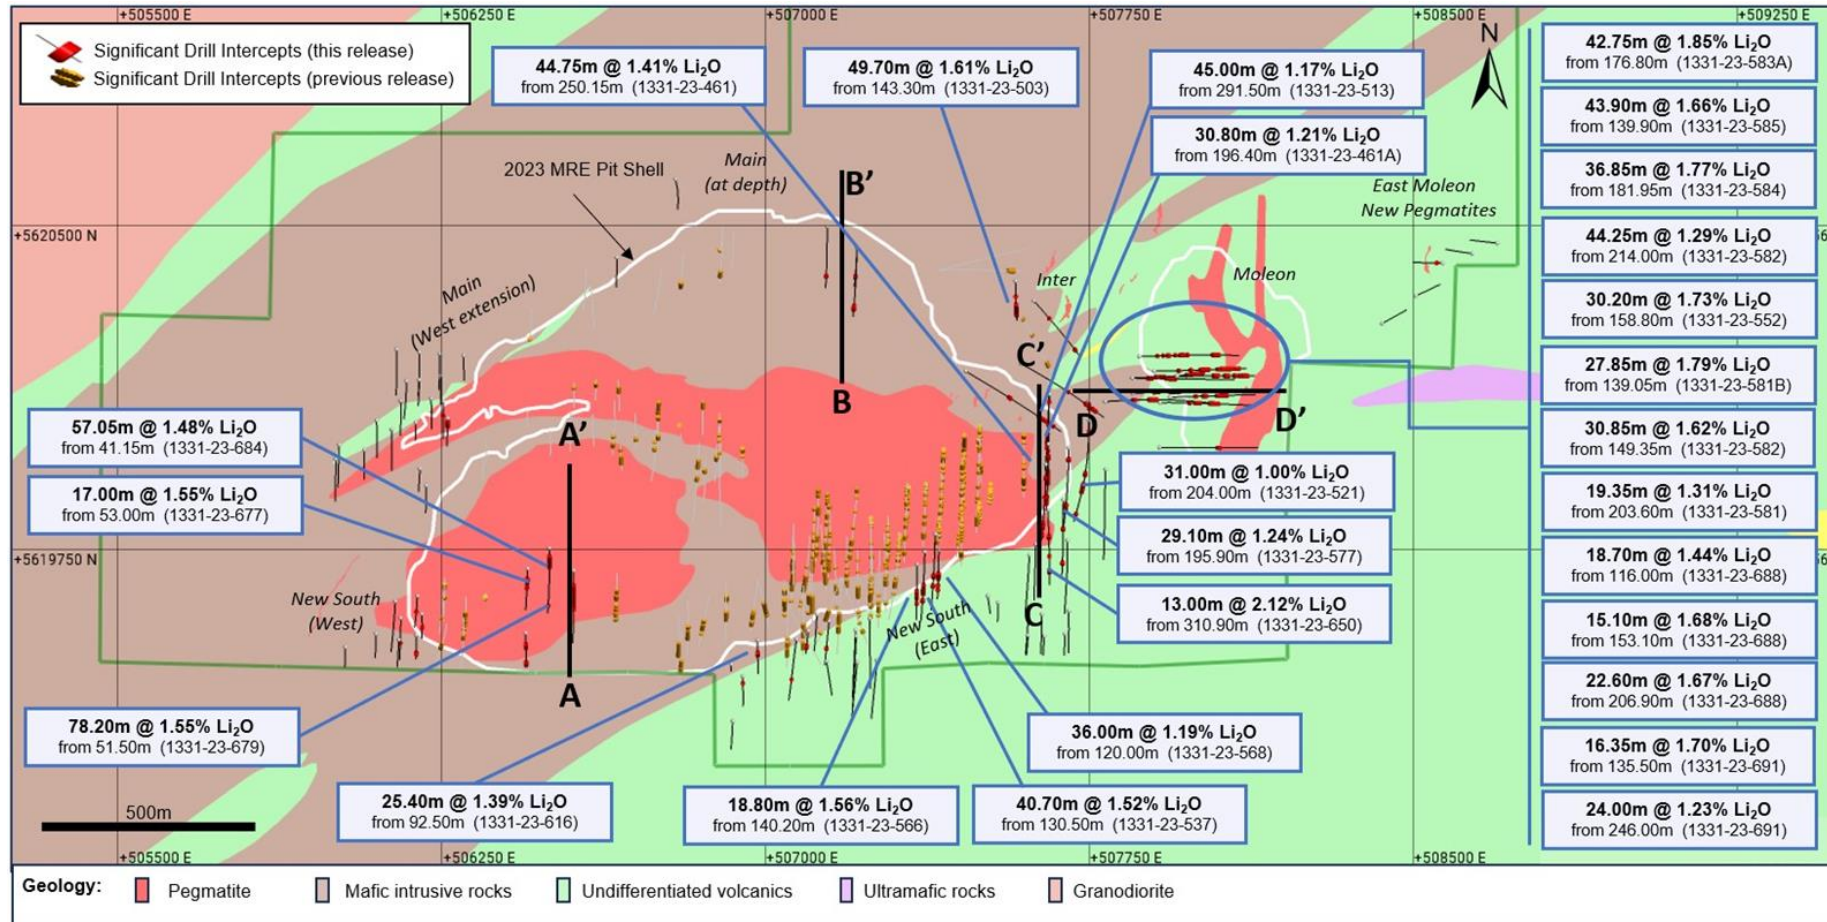 +505500 E
+506250 E
+507000 E
+507750 E
+508500 E
+509250 E
Significant Drill Intercepts (this release)
Significant Drill Intercepts (previous release)
44.75m @ 1.41% Li₂O
from 250.15m (1331-23-461)
49.70m @ 1.61% Li₂O
from 143.30m (1331-23-503)
45.00m @ 1.17% Li₂O
from 291.50m (1331-23-513)
30.80m @ 1.21% Li₂O
from 196.40m (1331-23-461A)
N
42.75m @ 1.85% Li₂O
from 176.80m (1331-23-583A)
43.90m @ 1.66% Li₂O
from 139.90m (1331-23-585)
36.85m @ 1.77% Li₂O
from 181.95m (1331-23-584)
44.25m @ 1.29% Li₂O
from 214.00m (1331-23-582)
30.20m @ 1.73% Li₂O
from 158.80m (1331-23-552)
27.85m @ 1.79% Li₂O
from 139.05m (1331-23-581B)
30.85m @ 1.62% Li₂O
from 149.35m (1331-23-582)
19.35m @ 1.31% Li₂O
from 203.60m (1331-23-581)
18.70m @ 1.44% Li₂O
from 116.00m (1331-23-688)
15.10m @ 1.68% Li₂O
from 153.10m (1331-23-688)
22.60m @ 1.67% Li₂O
from 206.90m (1331-23-688)
16.35m @ 1.70% Li₂O
from 135.50m (1331-23-691)
24.00m @ 1.23% Li₂O
from 246.00m (1331-23-691)
2023 MRE Pit Shell
Main
(at depth)
B'
East Moleon
New Pegmatites
+5620500 N
Main
(West extension)
Inter
Moleon
C'
B
D
D'
A'
57.05m @ 1.48% Li₂O
from 41.15m (1331-23-684)
17.00m @ 1.55% Li₂O
from 53.00m (1331-23-677)
31.00m @ 1.00% Li₂O
from 204.00m (1331-23-521)
29.10m @ 1.24% Li₂O
from 195.90m (1331-23-577)
13.00m @ 2.12% Li₂O
from 310.90m (1331-23-650)
+5619750 N
New South
(West)
New South
(East)
C
A
78.20m @ 1.55% Li₂O
from 51.50m (1331-23-679)
36.00m @ 1.19% Li₂O
from 120.00m (1331-23-568)
25.40m @ 1.39% Li₂O
from 92.50m (1331-23-616)
18.80m @ 1.56% Li₂O
from 140.20m (1331-23-566)
40.70m @ 1.52% Li₂O
from 130.50m (1331-23-537)
500m
+505500 E
+506250 E
+507000 E
+507750 E
+508500 E
Geology:
Pegmatite
Mafic intrusive rocks
Undifferentiated volcanics
Ultramafic rocks
Granodiorite